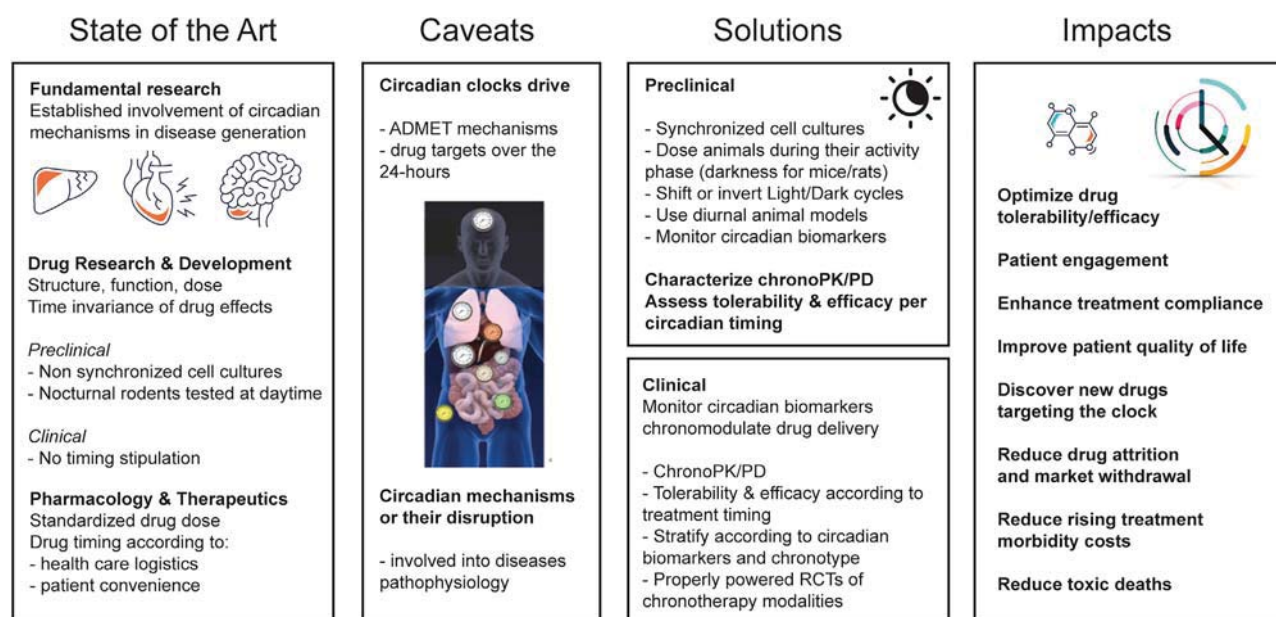 State of the Art
Fundamental research
Established involvement of circadian
mechanisms in disease generation
Drug Research & Development
Structure, function, dose
Time invariance of drug effects
Preclinical
- Non synchronized cell cultures
- Nocturnal rodents tested at daytime
Clinical
- No timing stipulation
Pharmacology & Therapeutics
Standardized drug dose
Drug timing according to:
- health care logistics
- patient convenience
Caveats
Circadian clocks drive
- ADMET mechanisms
- drug targets over the
24-hours
Circadian mechanisms
or their disruption
- involved into diseases
pathophysiology
Solutions
Preclinical
- Synchronized cell cultures
- Dose animals during their activity
phase (darkness for mice/rats)
- Shift or invert Light/Dark cycles
- Use diurnal animal models
- Monitor circadian biomarkers
Characterize chronoPK/PD
Assess tolerability & efficacy per
circadian timing
Clinical
Monitor circadian biomarkers
chronomodulate drug delivery
- ChronoPK/PD
- Tolerability & efficacy according to
treatment timing
- Stratify according to circadian
biomarkers and chronotype
- Properly powered RCTs of
chronotherapy modalities
Impacts
Optimize drug
tolerability/efficacy
Patient engagement
Enhance treatment compliance
Improve patient quality of life
Discover new drugs
targeting the clock
Reduce drug attrition
and market withdrawal
Reduce rising treatment
morbidity costs
Reduce toxic deaths